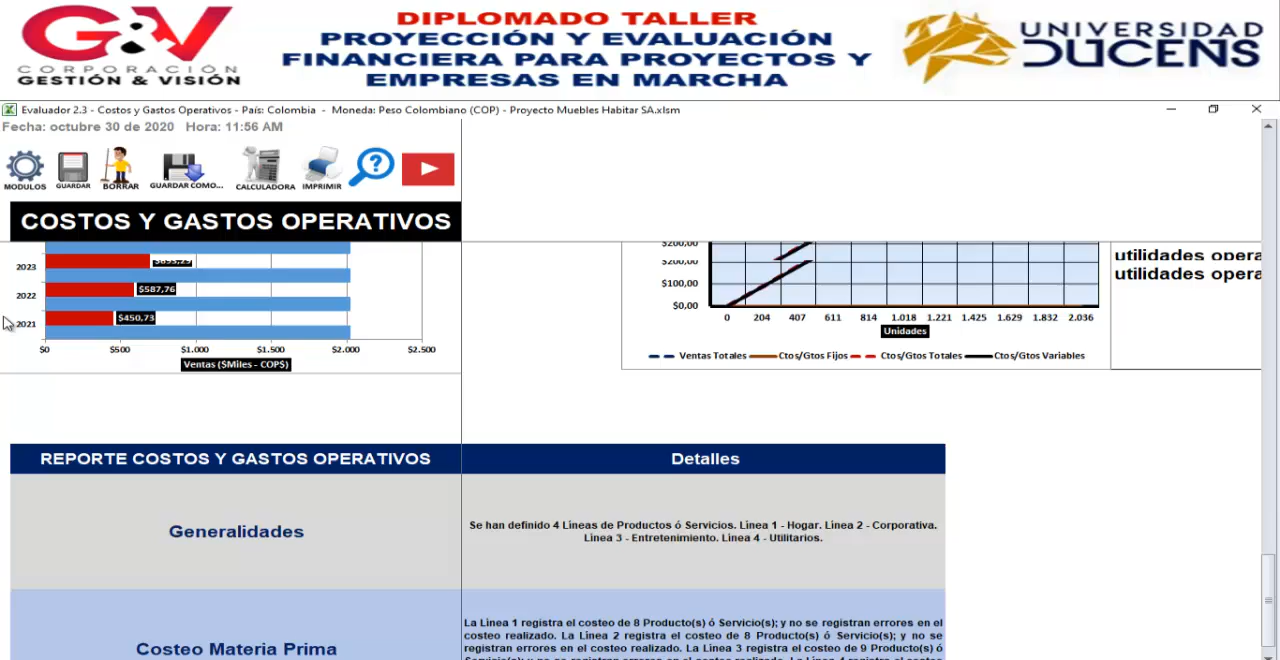 G&V
CORPORACIÓN
GESTIÓN & VISIÓN
DIPLOMADO TALLER
PROYECCIÓN Y EVALUACIÓN
FINANCIERA PARA PROYECTOS Y
EMPRESAS EN MARCHA
UNIVERSIDAD
DUCENS
Evaluador 2.3 - Costos y Gastos Operativos - País: Colombia - Moneda: Peso Colombiano (COP) - Proyecto Muebles Habitar SA.xlsm
Fecha: octubre 30 de 2020 Hora: 11:56 AM
MODULOS GUARDAR BORRAR GUARDAR COMO... CALCULADORA IMPRIMIR
COSTOS Y GASTOS OPERATIVOS
2023
2022 $587,76
2021 $450,73
$0 $500 $1.000 $1.500 $2.000 $2.500
Ventas ($Miles - COP$)
$200,00
$200,00
$100,00
$0,00
0 204 407 611 814 1.018 1.221 1.425 1.629 1.832 2.036
Unidades
Ventas Totales Ctos/Gtos Fijos Ctos/Gtos Totales Ctos/Gtos Variables
utilidades opera
utilidades opera
REPORTE COSTOS Y GASTOS OPERATIVOS Detalles
Generalidades
Se han definido 4 Lineas de Productos ó Servicios. Linea 1 - Hogar. Linea 2 - Corporativa.
Linea 3 - Entretenimiento. Linea 4 - Utilitarios.
Costeo Materia Prima
La Linea 1 registra el costeo de 8 Producto(s) ó Servicio(s); y no se registran errores en el
costeo realizado. La Linea 2 registra el costeo de 8 Producto(s) ó Servicio(s); y no se
registran errores en el costeo realizado. La Linea 3 registra el costeo de 9 Producto(s) ó